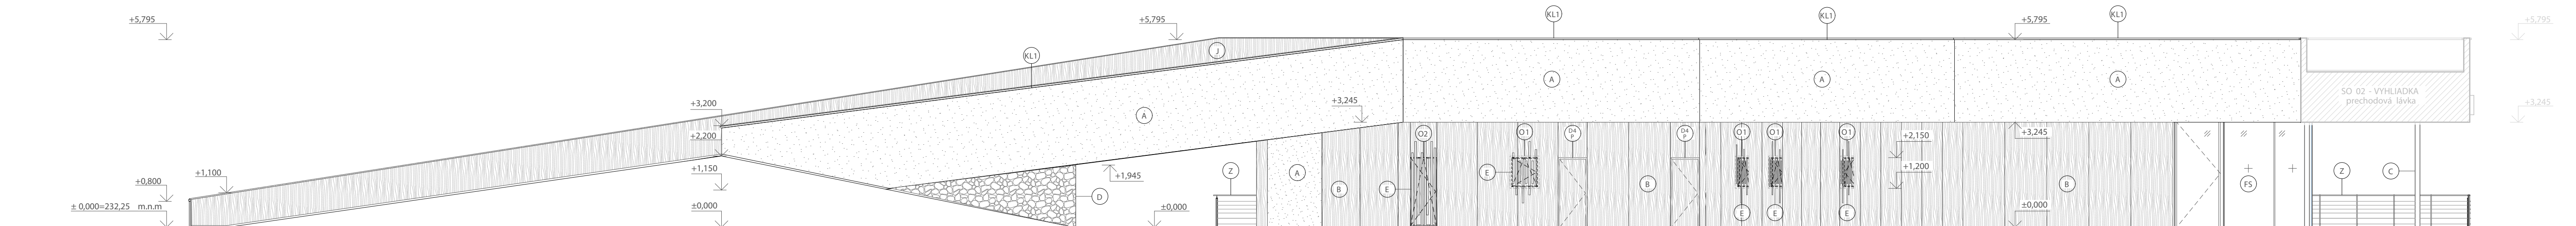 +5,795
+5,795
KL1
KL1
KL1
+5,795
+5,795
KL1
J
A
A
A
+3,200
+3,245
SO 02 - VYHLIADKA
prechodová lávka
+3,245
A
+2,200
O2
O1
D4
P
D4
P
O1
O1
O1
+2,150
+3,245
+1,150
+1,100
+1,945
Z
A
E
+1,200
Z
C
+0,800
B
E
B
B
FS
D
± 0,000=232,25 m.n.m
±0,000
±0,000
E
E
E
±0,000